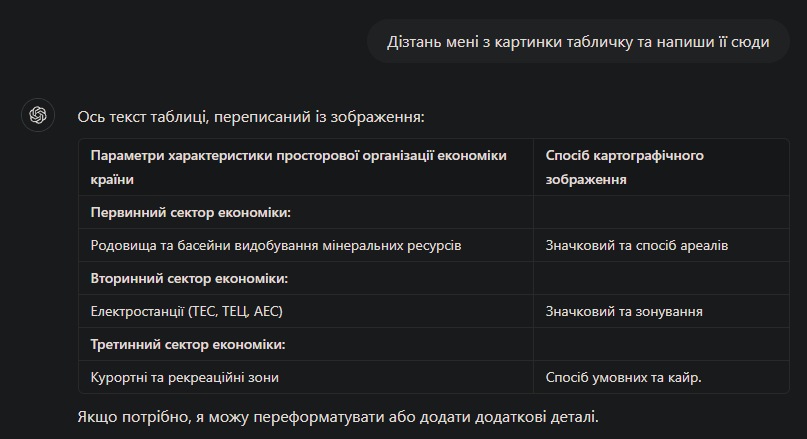 Дізтань мені з картинки табличку та напиши її сюди
Ось текст таблиці, переписаний із зображення:
Параметри характеристики просторової організації економіки
країни
Спосіб картографічного
зображення
Первинний сектор економіки:
Родовища та басейни видобування мінеральних ресурсів
Значковий та спосіб ареалів
Вторинний сектор економіки:
Електростанції (ТЕС, ТЕЦ, АЕС)
Значковий та зонування
Третинний сектор економіки:
Курортні та рекреаційні зони
Спосіб умовних та кайр.
Якщо потрібно, я можу переформатувати або додати додаткові деталі.